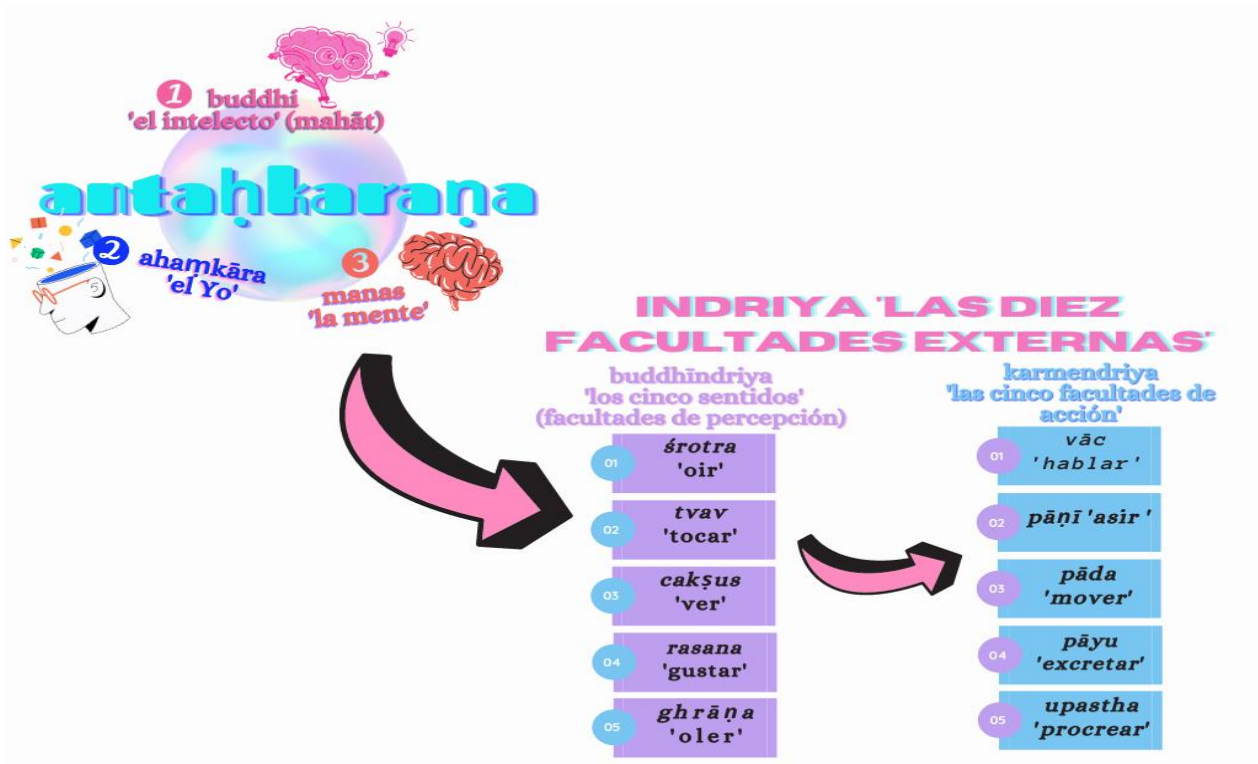 1 buddhi
'el intelecto' (mahāt)
antaḥkaraṇa
2 ahaṃkāra
'el Yo'
3
manas
'la mente'
INDRIYA 'LAS DIEZ
FACULTADES EXTERNAS'
buddhīndriya
'los cinco sentidos'
(facultades de percepción)
01
śrotra
'oir'
02
tvav
'tocar'
03
cakṣus
'ver'
04
rasana
'gustar'
05
ghrāṇa
'oler'
karmendriya
'las cinco facultades de
acción'
01
vāc
'hablar'
02
pāṇī 'asir'
03
pāda
'mover'
04
pāyu
'excretar'
05
upastha
'procrear'